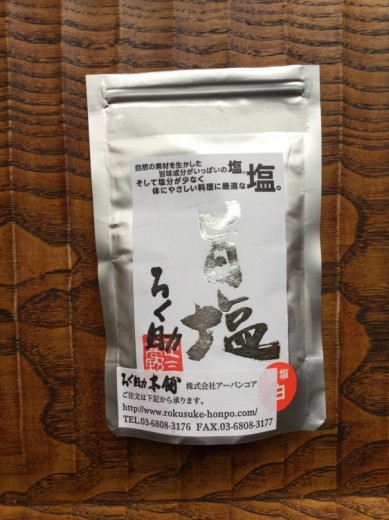 自然の素材を生かした
旨味成分がいっぱいの塩、
そして塩分が少なく
体にやさしい料理に最適な塩。
旨塩
ろく助
ろく助本舗 株式会社アーバンコア
ご注文は下記から承ります。
http://www.rokusuke-honpo.com/
TEL.03-6808-3176 FAX.03-6808-3177
塩
白